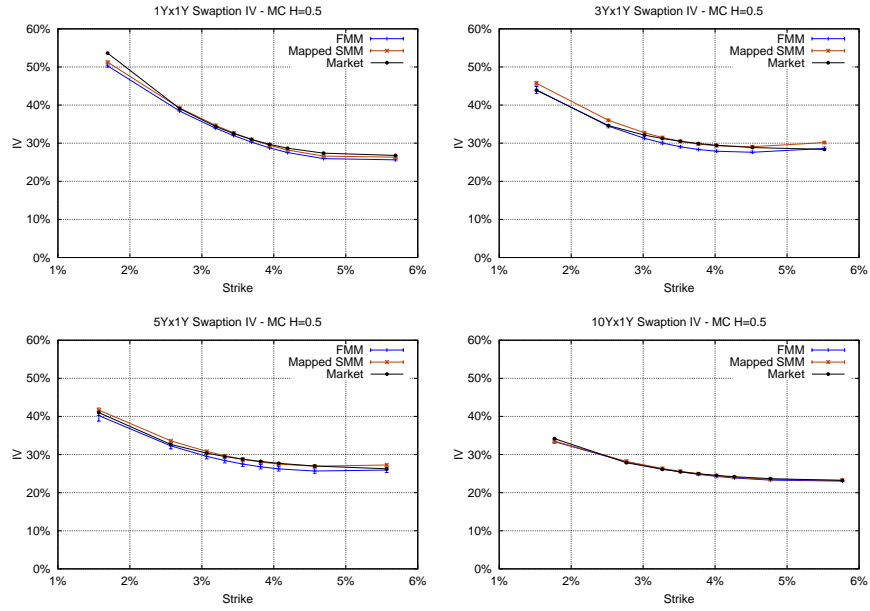 1Yx1Y Swaption IV - MC H=0.5
FMM
Mapped SMM
Market
60%
50%
40%
30%
20%
10%
0%
IV
1% 2% 3% 4% 5% 6%
Strike
3Yx1Y Swaption IV - MC H=0.5
FMM
Mapped SMM
Market
60%
50%
40%
30%
20%
10%
0%
IV
1% 2% 3% 4% 5% 6%
Strike
5Yx1Y Swaption IV - MC H=0.5
FMM
Mapped SMM
Market
60%
50%
40%
30%
20%
10%
0%
IV
1% 2% 3% 4% 5% 6%
Strike
10Yx1Y Swaption IV - MC H=0.5
FMM
Mapped SMM
Market
60%
50%
40%
30%
20%
10%
0%
IV
1% 2% 3% 4% 5% 6%
Strike